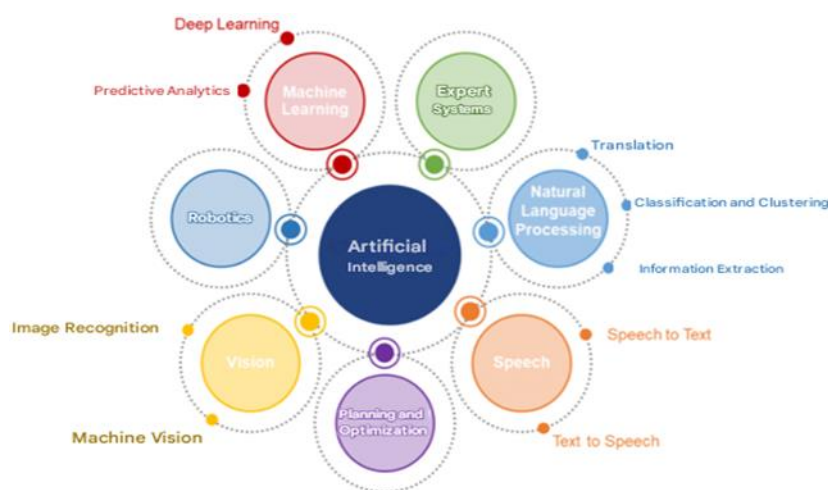 Deep Learning
Predictive Analytics
Machine
Learning
Expert
Systems
Translation
Classification and Clustering
Information Extraction
Natural
Language
Processing
Robotics
Artificial
Intelligence
Image Recognition
Machine Vision
Vision
Planning and
Optimization
Speech
Speech to Text
Text to Speech